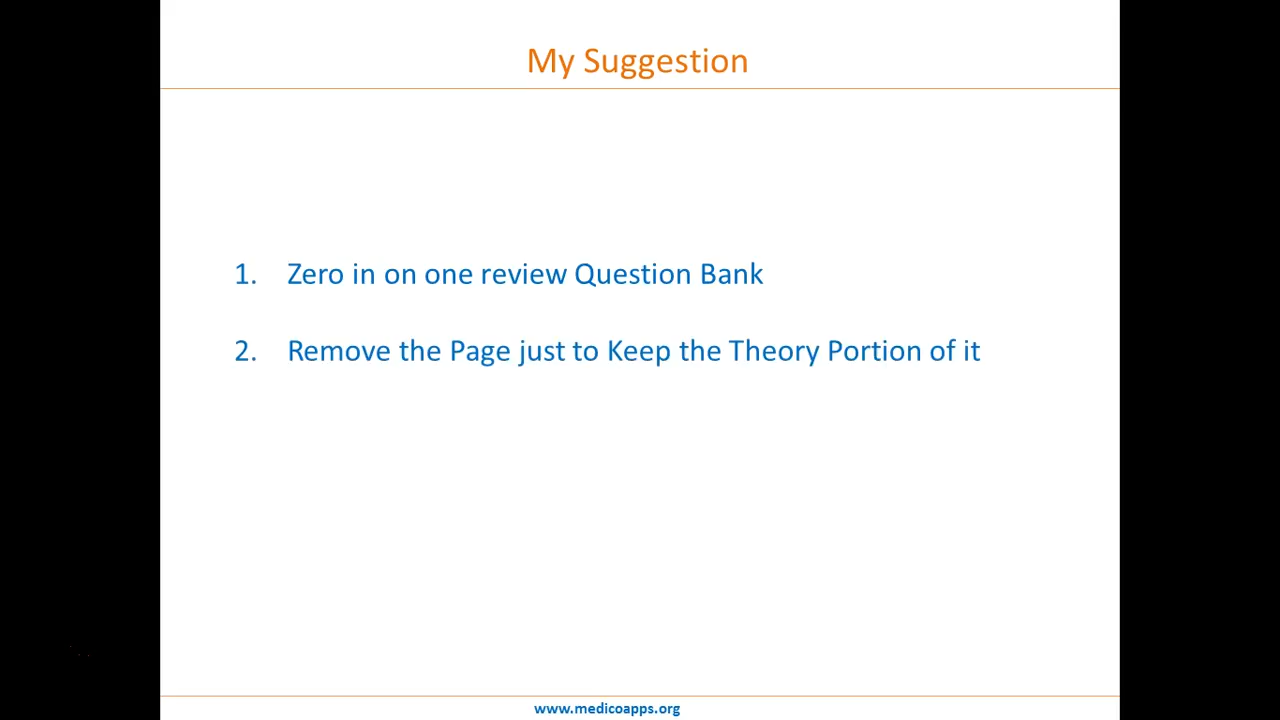 My Suggestion
1. Zero in on one review Question Bank
2. Remove the Page just to Keep the Theory Portion of it
www.medicoapps.org